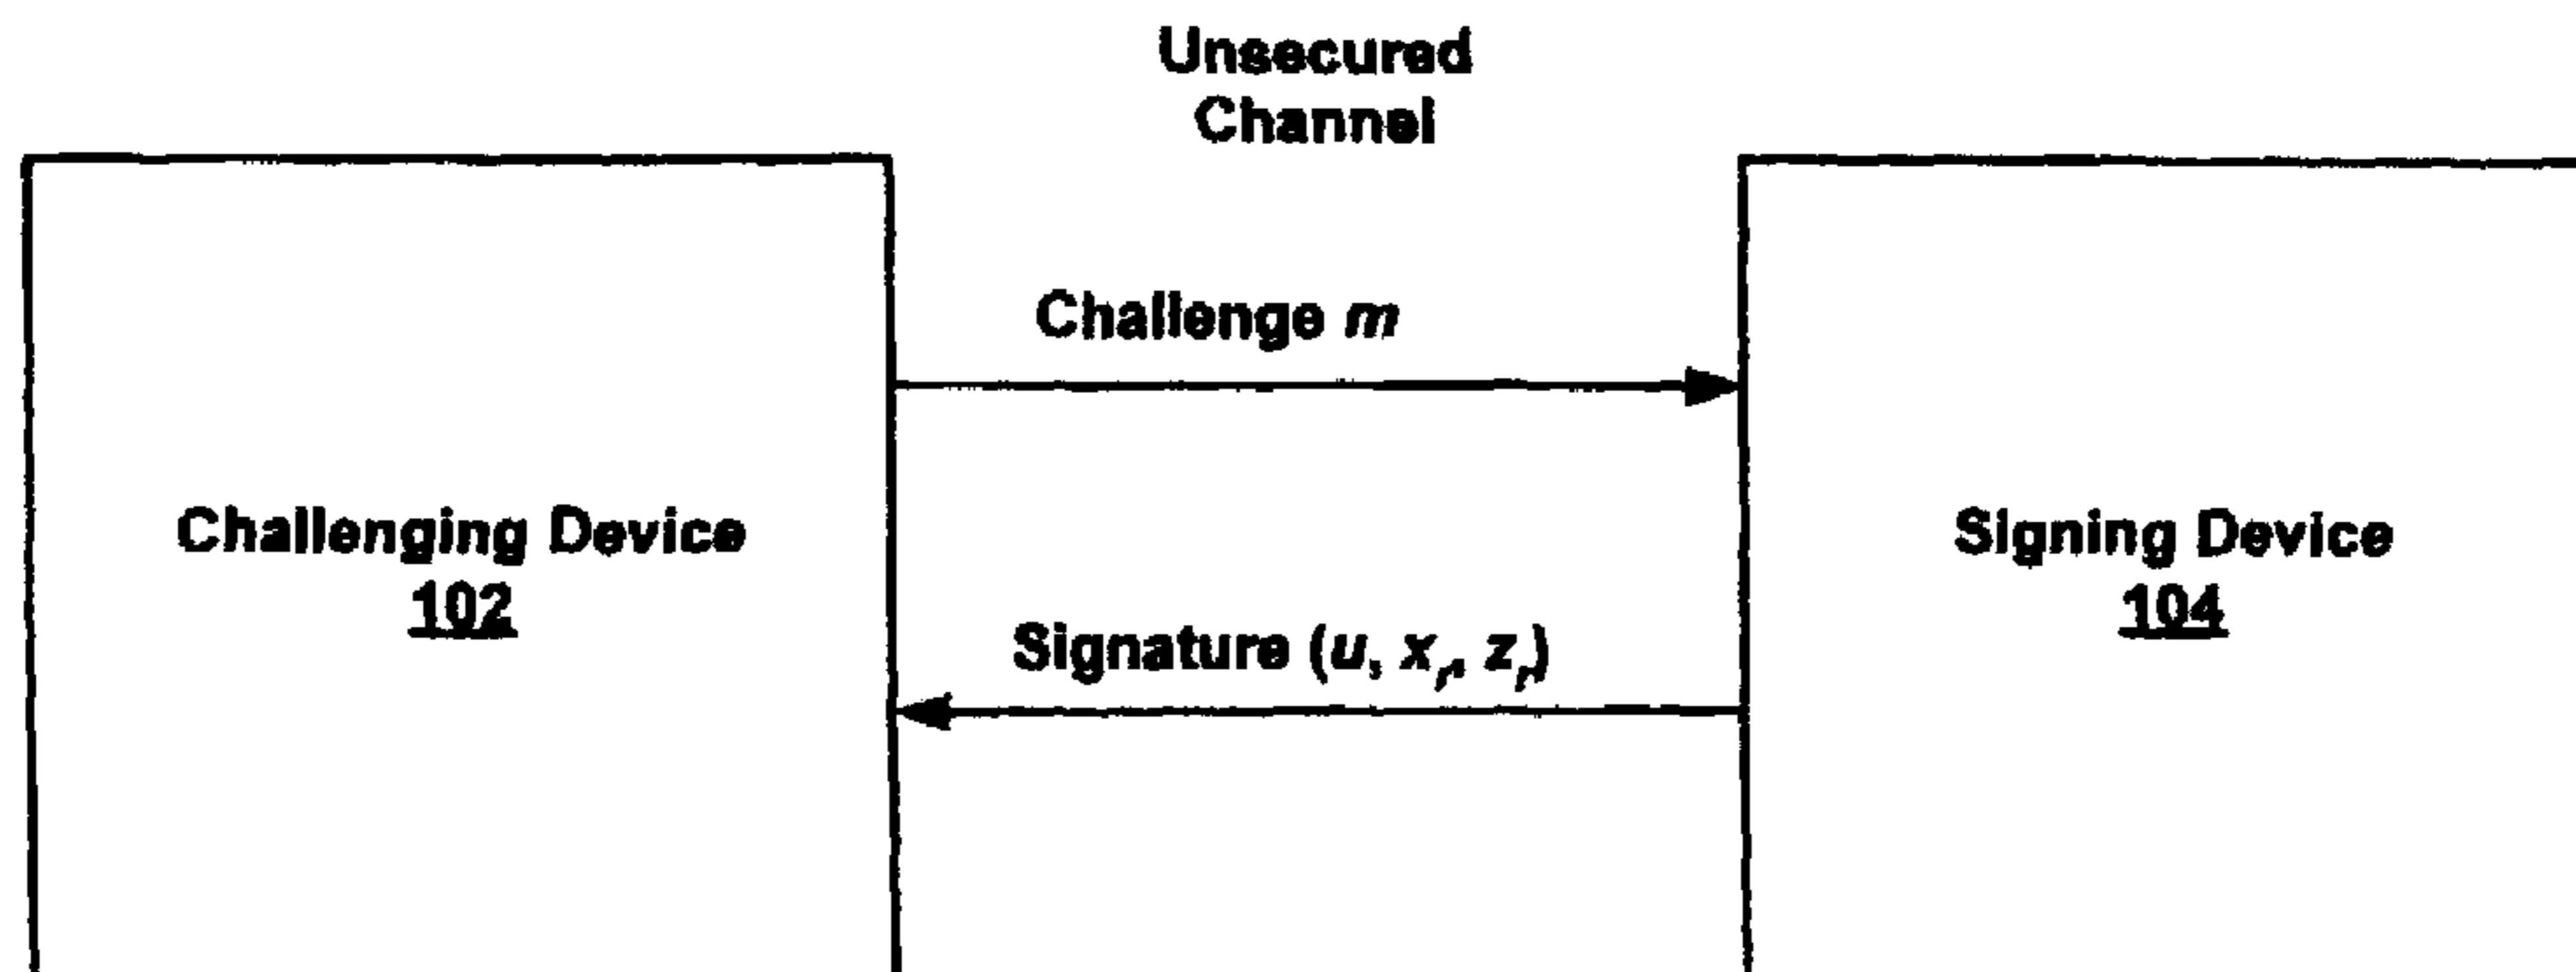 Unsecured
Channel
Challenge m
Challenging Device
102
Signing Device
104
Signature (u, xᵣ, zᵣ)